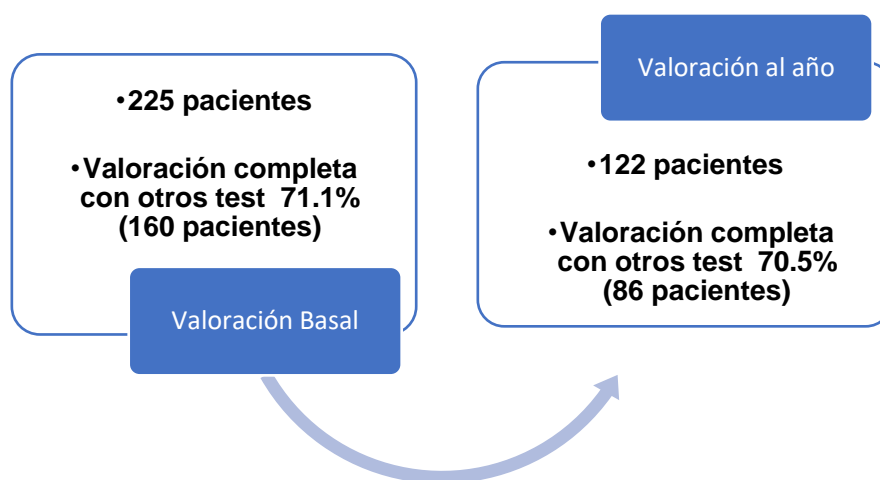 •225 pacientes
•Valoración completa
con otros test 71.1%
(160 pacientes)
Valoración Basal
Valoración al año
•122 pacientes
•Valoración completa
con otros test 70.5%
(86 pacientes)